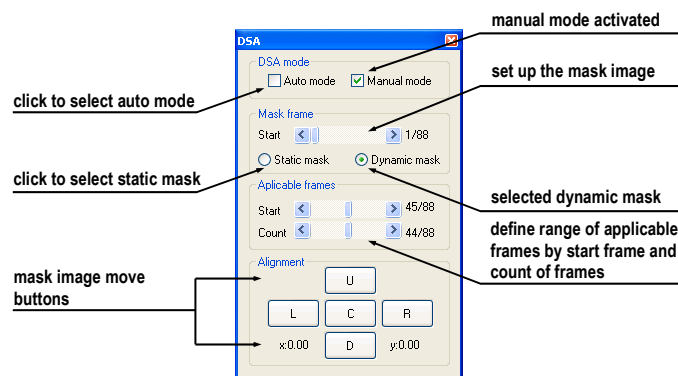 manual mode activated
DSA
DSA mode
Auto mode
Manual mode
set up the mask image
click to select auto mode
Mask frame
Start
1/88
Static mask
Dynamic mask
click to select static mask
Aplicable frames
selected dynamic mask
Start
45/88
Count
44/88
define range of applicable
frames by start frame and
count of frames
Alignment
mask image move
buttons
U
L
C
R
x:0.00
D
y:0.00